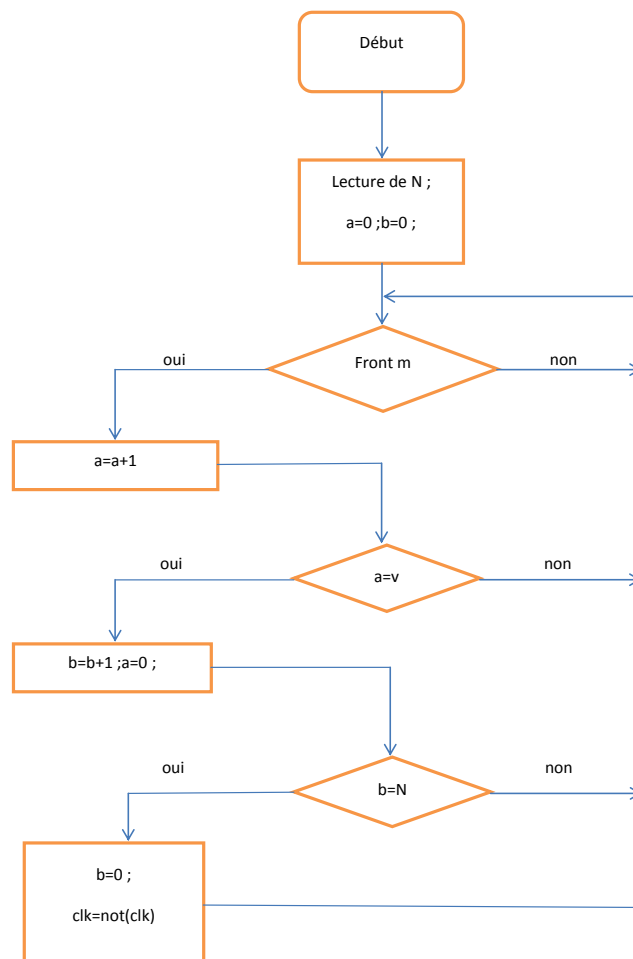 Début
Lecture de N ;
a=0 ;b=0 ;
Front m
oui
non
a=a+1
a=v
oui
non
b=b+1 ;a=0 ;
b=N
oui
non
b=0 ;
clk=not(clk)